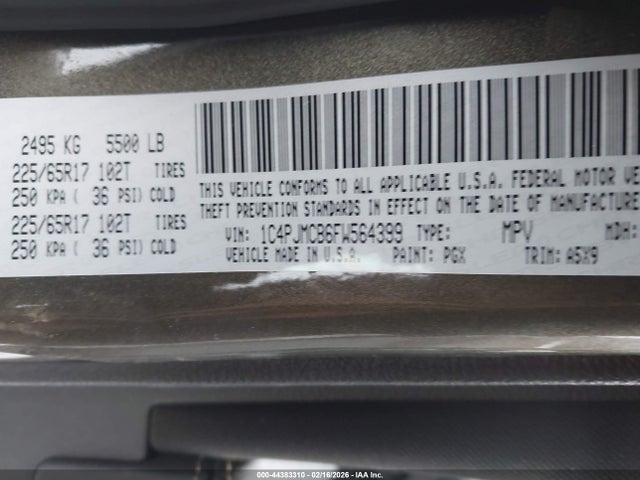 2495 KG 5500 LB
225/65R17 102T TIRES
250 KPA ( 36 PSI) COLD
225/65R17 102T TIRES
250 KPA ( 36 PSI) COLD
THIS VEHICLE CONFORMS TO ALL APPLICABLE U.S.A. FEDERAL MOTOR VE
THEFT PREVENTION STANDARDS IN EFFECT ON THE DATE OF MANUFACTURE
VIN: 1C4PJMCB6FW564399 TYPE: MPV MDH:
VEHICLE MADE IN U.S.A. PAINT: PGX TRIM: A5X9
000-44383310 | 02/16/2026 | IAA Inc.